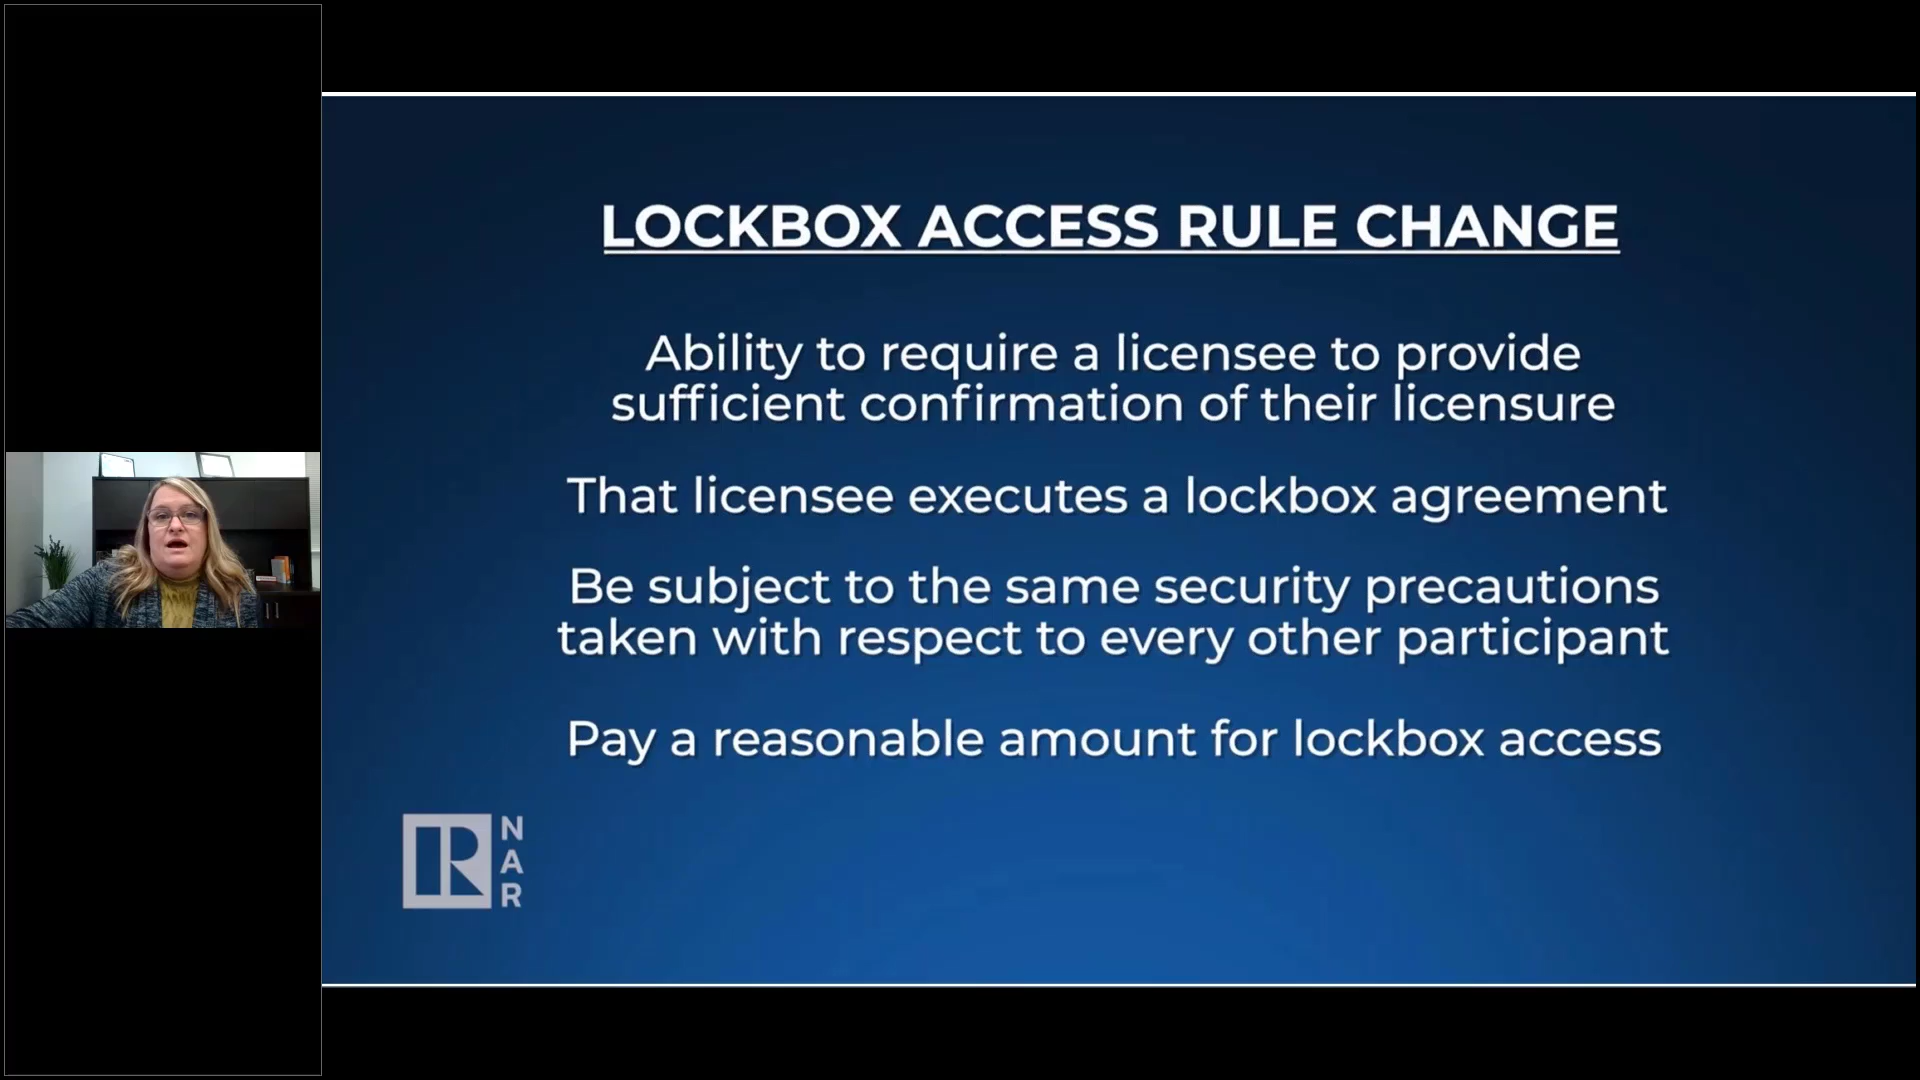 LOCKBOX ACCESS RULE CHANGE
Ability to require a licensee to provide
sufficient confirmation of their licensure
That licensee executes a lockbox agreement
Be subject to the same security precautions
taken with respect to every other participant
Pay a reasonable amount for lockbox access
R
N
A
R